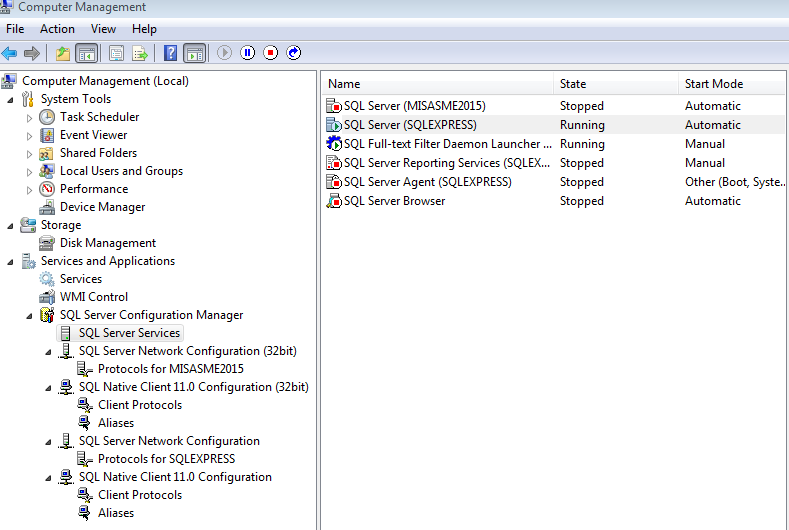 Computer Management
File Action View Help
Computer Management (Local)
System Tools
Task Scheduler
Event Viewer
Shared Folders
Local Users and Groups
Performance
Device Manager
Storage
Disk Management
Services and Applications
Services
WMI Control
SQL Server Configuration Manager
SQL Server Services
SQL Server Network Configuration (32bit)
Protocols for MISASME2015
SQL Native Client 11.0 Configuration (32bit)
Client Protocols
Aliases
SQL Server Network Configuration
Protocols for SQLEXPRESS
SQL Native Client 11.0 Configuration
Client Protocols
Aliases
Name State Start Mode
SQL Server (MISASME2015) Stopped Automatic
SQL Server (SQLEXPRESS) Running Automatic
SQL Full-text Filter Daemon Launcher ... Running Manual
SQL Server Reporting Services (SQLEX... Stopped Manual
SQL Server Agent (SQLEXPRESS) Stopped Other (Boot, Syste...
SQL Server Browser Stopped Automatic